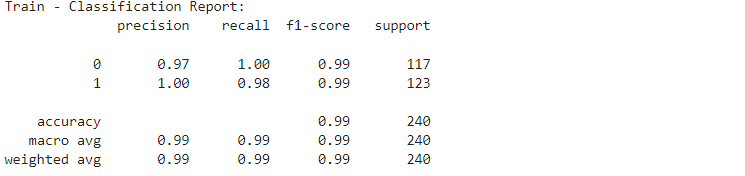 Train - Classification Report:
precision recall f1-score support
0 0.97 1.00 0.99 117
1 1.00 0.98 0.99 123
accuracy 0.99 240
macro avg 0.99 0.99 0.99 240
weighted avg 0.99 0.99 0.99 240